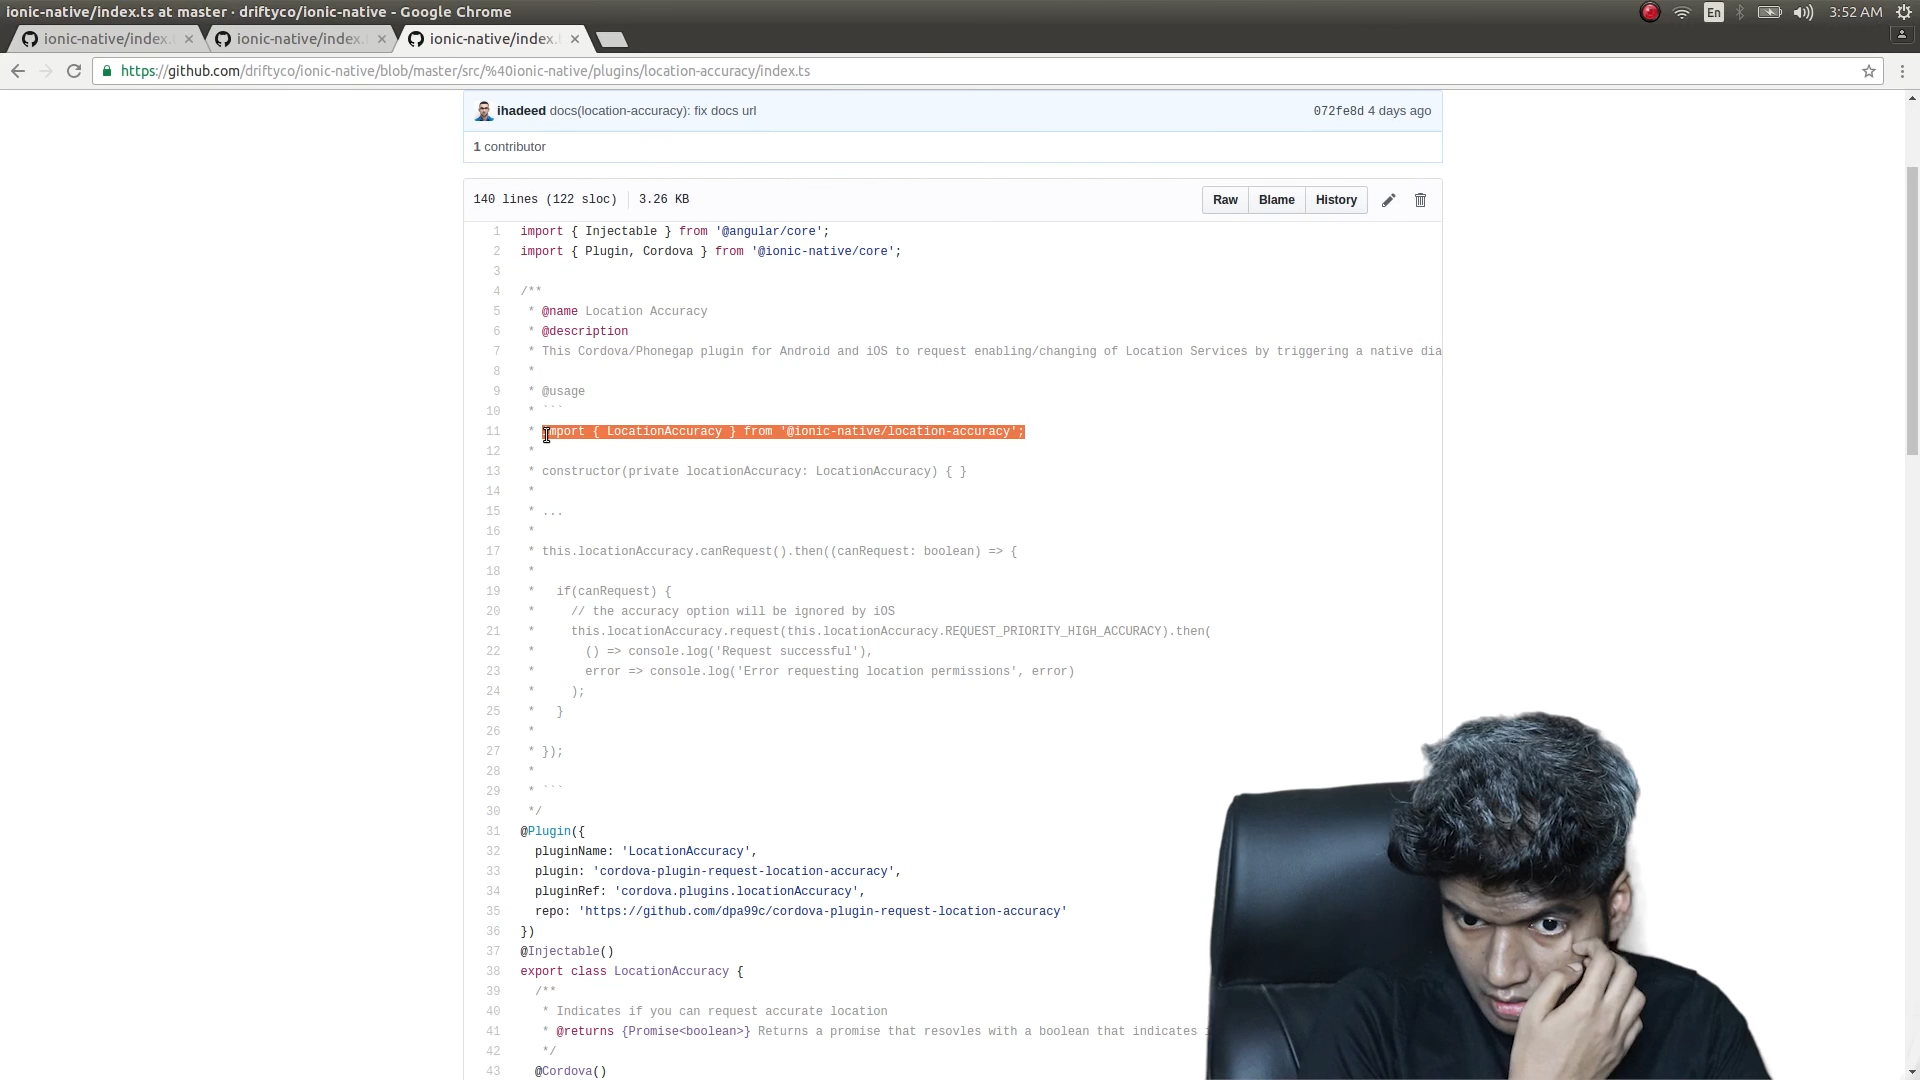 ionic-native/index.ts at master · driftyco/ionic-native - Google Chrome
En
3:52 AM
ionic-native/index.
ionic-native/index.
ionic-native/index.
https://github.com/driftyco/ionic-native/blob/master/src/%40ionic-native/plugins/location-accuracy/index.ts
ihadeed docs(location-accuracy): fix docs url
072fe8d 4 days ago
1 contributor
140 lines (122 sloc) 3.26 KB
Raw Blame History
1 import { Injectable } from '@angular/core';
2 import { Plugin, Cordova } from '@ionic-native/core';
3
4 /**
5 * @name Location Accuracy
6 * @description
7 * This Cordova/Phonegap plugin for Android and iOS to request enabling/changing of Location Services by triggering a native dia
8 *
9 * @usage
10 * ```
11 * import { LocationAccuracy } from '@ionic-native/location-accuracy';
12 *
13 * constructor(private locationAccuracy: LocationAccuracy) { }
14 *
15 * ...
16 *
17 * this.locationAccuracy.canRequest().then((canRequest: boolean) => {
18 *
19 *   if(canRequest) {
20 *     // the accuracy option will be ignored by iOS
21 *     this.locationAccuracy.request(this.locationAccuracy.REQUEST_PRIORITY_HIGH_ACCURACY).then(
22 *       () => console.log('Request successful'),
23 *       error => console.log('Error requesting location permissions', error)
24 *     );
25 *   }
26 *
27 * });
28 *
29 * ```
30 */
31 @Plugin({
32   pluginName: 'LocationAccuracy',
33   plugin: 'cordova-plugin-request-location-accuracy',
34   pluginRef: 'cordova.plugins.locationAccuracy',
35   repo: 'https://github.com/dpa99c/cordova-plugin-request-location-accuracy'
36 })
37 @Injectable()
38 export class LocationAccuracy {
39   /**
40    * Indicates if you can request accurate location
41    * @returns {Promise<boolean>} Returns a promise that resovles with a boolean that indicates
42    */
43   @Cordova()